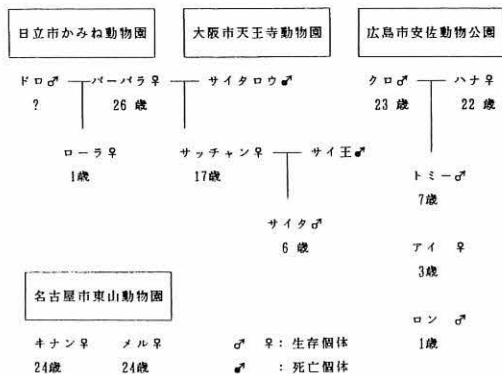 日立市かみね動物園 大阪市天王寺動物園 広島市安佐動物公園
ドロ♂ バーバラ♀ サイタロウ♂ クロ♂ ハナ♀
? 26歳 23歳 22歳
ローラ♀ サッチャン♀ サイ王♂ トミー♂
1歳 17歳 7歳
サイタ♂ アイ ♀
6歳 3歳
名古屋市東山動物園 ロン ♂
キナン♀ メル♀ ♂ ♀:生存個体 1歳
24歳 24歳 ♂ :死亡個体